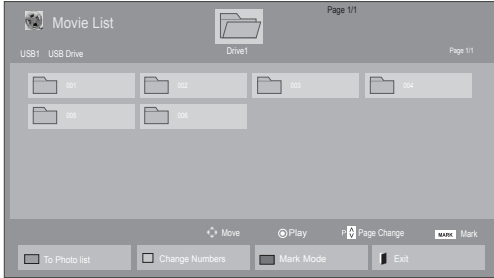 Page 1/1
Movie List
Drive1
USB1 USB Drive
Page 1/1
001 002 003 004
005 006
Move Play P Page Change MARK Mark
To Photo list Change Numbers Mark Mode Exit